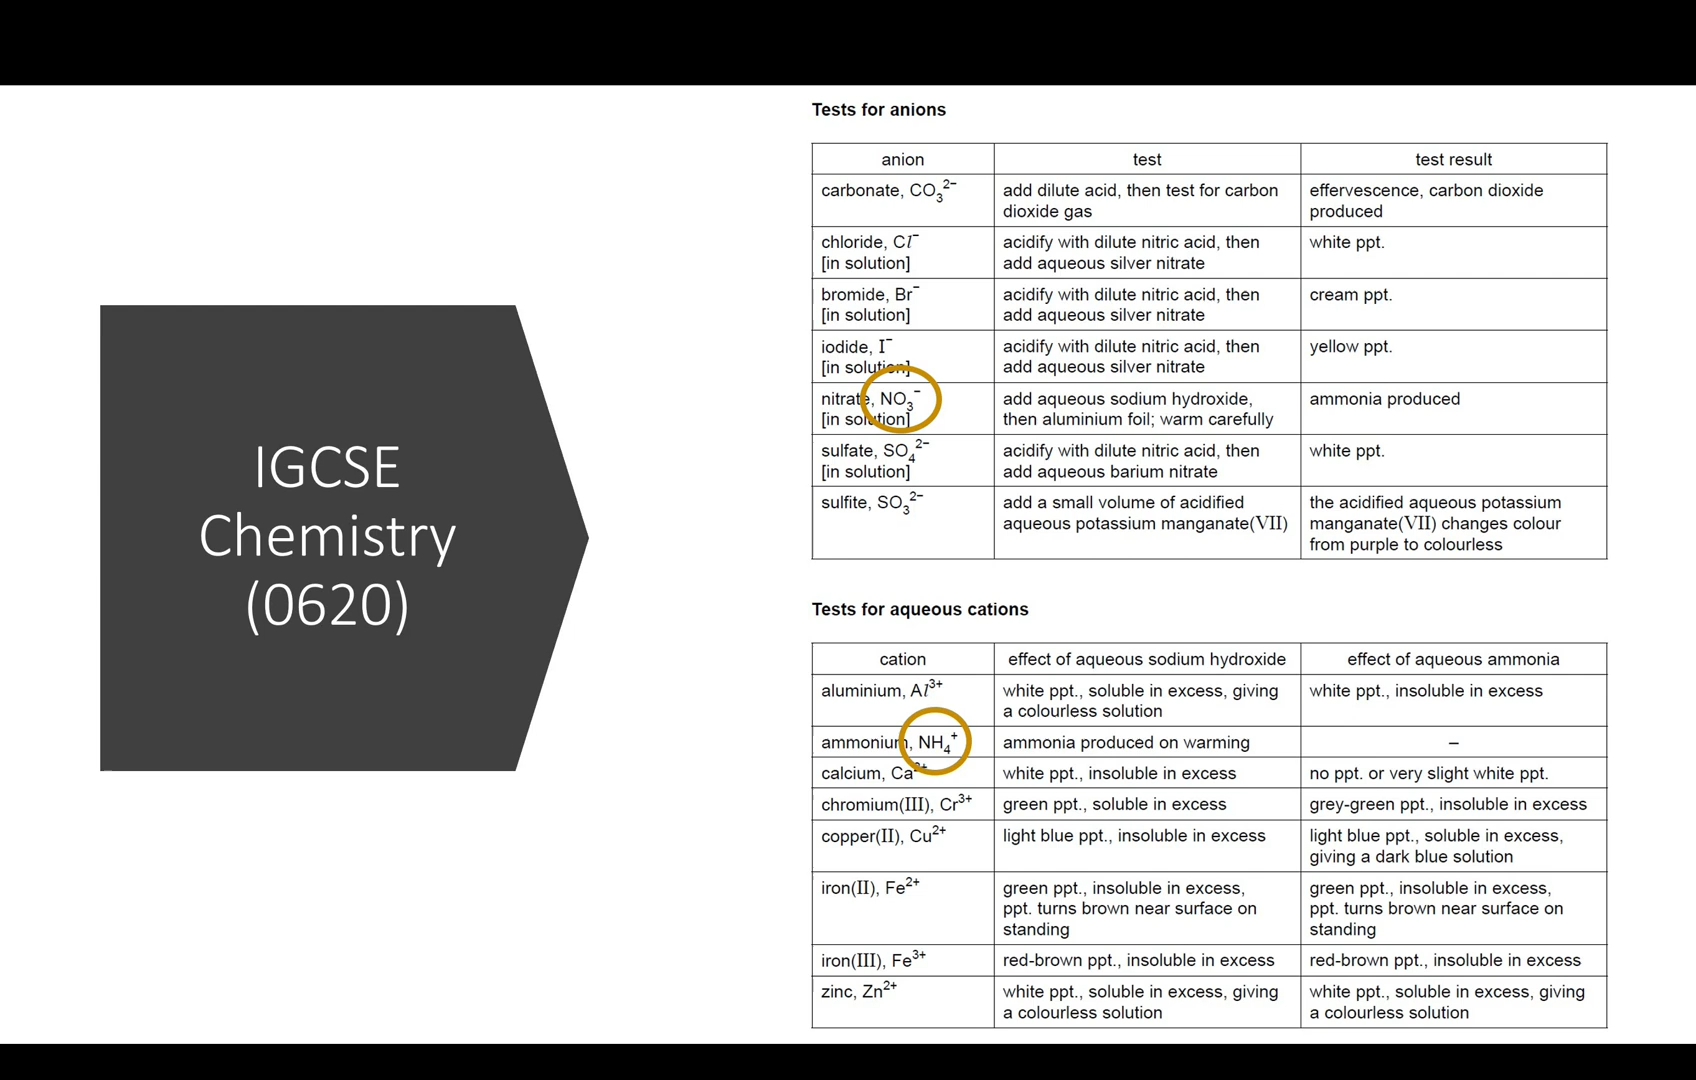 IGCSE
Chemistry
(0620)
Tests for anions
anion test test result
carbonate, CO₃²⁻ add dilute acid, then test for carbon effervescence, carbon dioxide
dioxide gas produced
chloride, Cl⁻ acidify with dilute nitric acid, then white ppt.
[in solution] add aqueous silver nitrate
bromide, Br⁻ acidify with dilute nitric acid, then cream ppt.
[in solution] add aqueous silver nitrate
iodide, I⁻ acidify with dilute nitric acid, then yellow ppt.
[in solution] add aqueous silver nitrate
nitrate, NO₃⁻ add aqueous sodium hydroxide, ammonia produced
[in solution] then aluminium foil; warm carefully
sulfate, SO₄²⁻ acidify with dilute nitric acid, then white ppt.
[in solution] add aqueous barium nitrate
sulfite, SO₃²⁻ add a small volume of acidified the acidified aqueous potassium
aqueous potassium manganate(VII) manganate(VII) changes colour
from purple to colourless
Tests for aqueous cations
cation effect of aqueous sodium hydroxide effect of aqueous ammonia
aluminium, Al³⁺ white ppt., soluble in excess, giving white ppt., insoluble in excess
a colourless solution
ammonium, NH₄⁺ ammonia produced on warming –
calcium, Ca²⁺ white ppt., insoluble in excess no ppt. or very slight white ppt.
chromium(III), Cr³⁺ green ppt., soluble in excess grey-green ppt., insoluble in excess
copper(II), Cu²⁺ light blue ppt., insoluble in excess light blue ppt., soluble in excess,
giving a dark blue solution
iron(II), Fe²⁺ green ppt., insoluble in excess, green ppt., insoluble in excess,
ppt. turns brown near surface on ppt. turns brown near surface on
standing standing
iron(III), Fe³⁺ red-brown ppt., insoluble in excess red-brown ppt., insoluble in excess
zinc, Zn²⁺ white ppt., soluble in excess, giving white ppt., soluble in excess, giving
a colourless solution a colourless solution